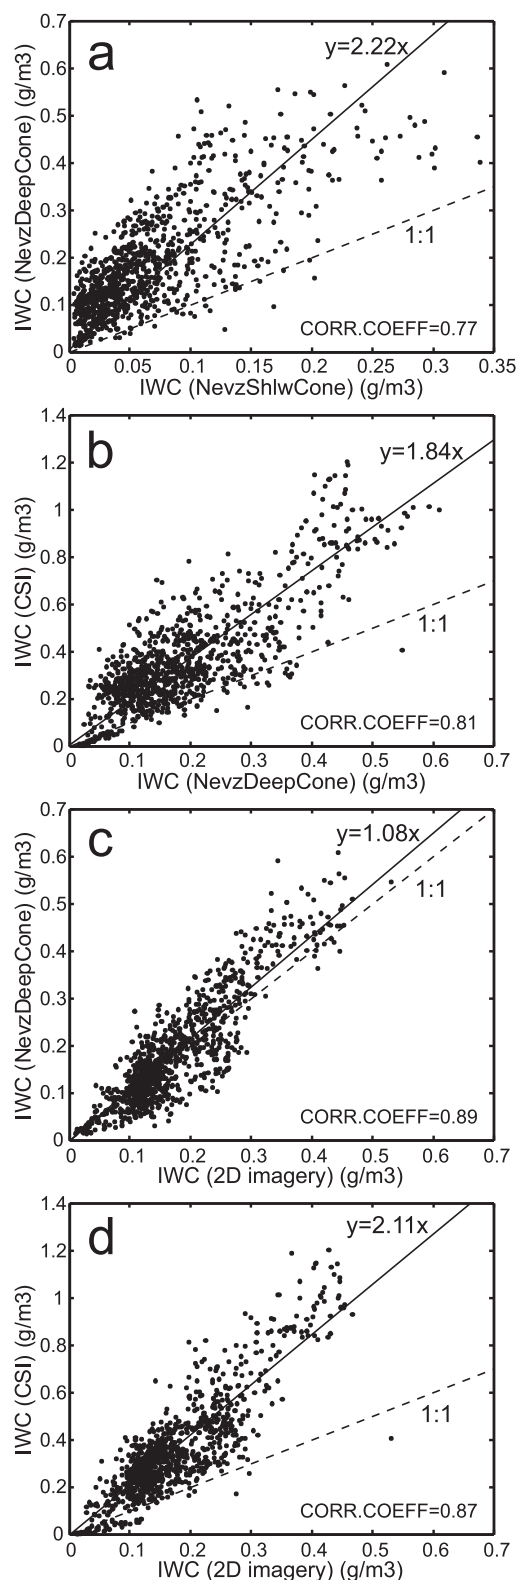 a
y=2.22x
0.7
0.6
0.5
0.4
0.3
0.2
0.1
0
IWC (NevzDeepCone) (g/m3)
1:1
CORR.COEFF=0.77
0.05 0.1 0.15 0.2 0.25 0.3 0.35
IWC (NevzShlwCone) (g/m3)
b
y=1.84x
1.4
1.2
1
0.8
0.6
0.4
0.2
0
IWC (CSI) (g/m3)
1:1
CORR.COEFF=0.81
0.1 0.2 0.3 0.4 0.5 0.6 0.7
IWC (NevzDeepCone) (g/m3)
c
y=1.08x
0.7
0.6
0.5
0.4
0.3
0.2
0.1
0
IWC (NevzDeepCone) (g/m3)
1:1
CORR.COEFF=0.89
0.1 0.2 0.3 0.4 0.5 0.6 0.7
IWC (2D imagery) (g/m3)
d
y=2.11x
1.4
1.2
1
0.8
0.6
0.4
0.2
0
IWC (CSI) (g/m3)
1:1
CORR.COEFF=0.87
0.1 0.2 0.3 0.4 0.5 0.6 0.7
IWC (2D imagery) (g/m3)